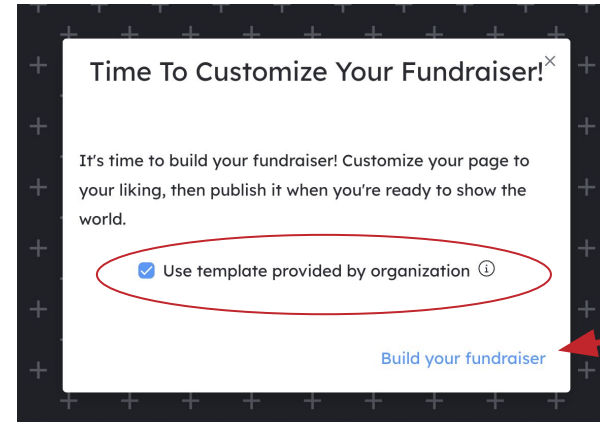 Time To Customize Your Fundraiser!
It's time to build your fundraiser! Customize your page to
your liking, then publish it when you're ready to show the
world.
Use template provided by organization
Build your fundraiser